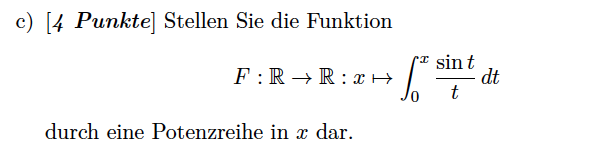 c) [4 Punkte] Stellen Sie die Funktion
F : ℝ → ℝ : x ↦ ∫₀ˣ (sin t)/t dt
durch eine Potenzreihe in x dar.